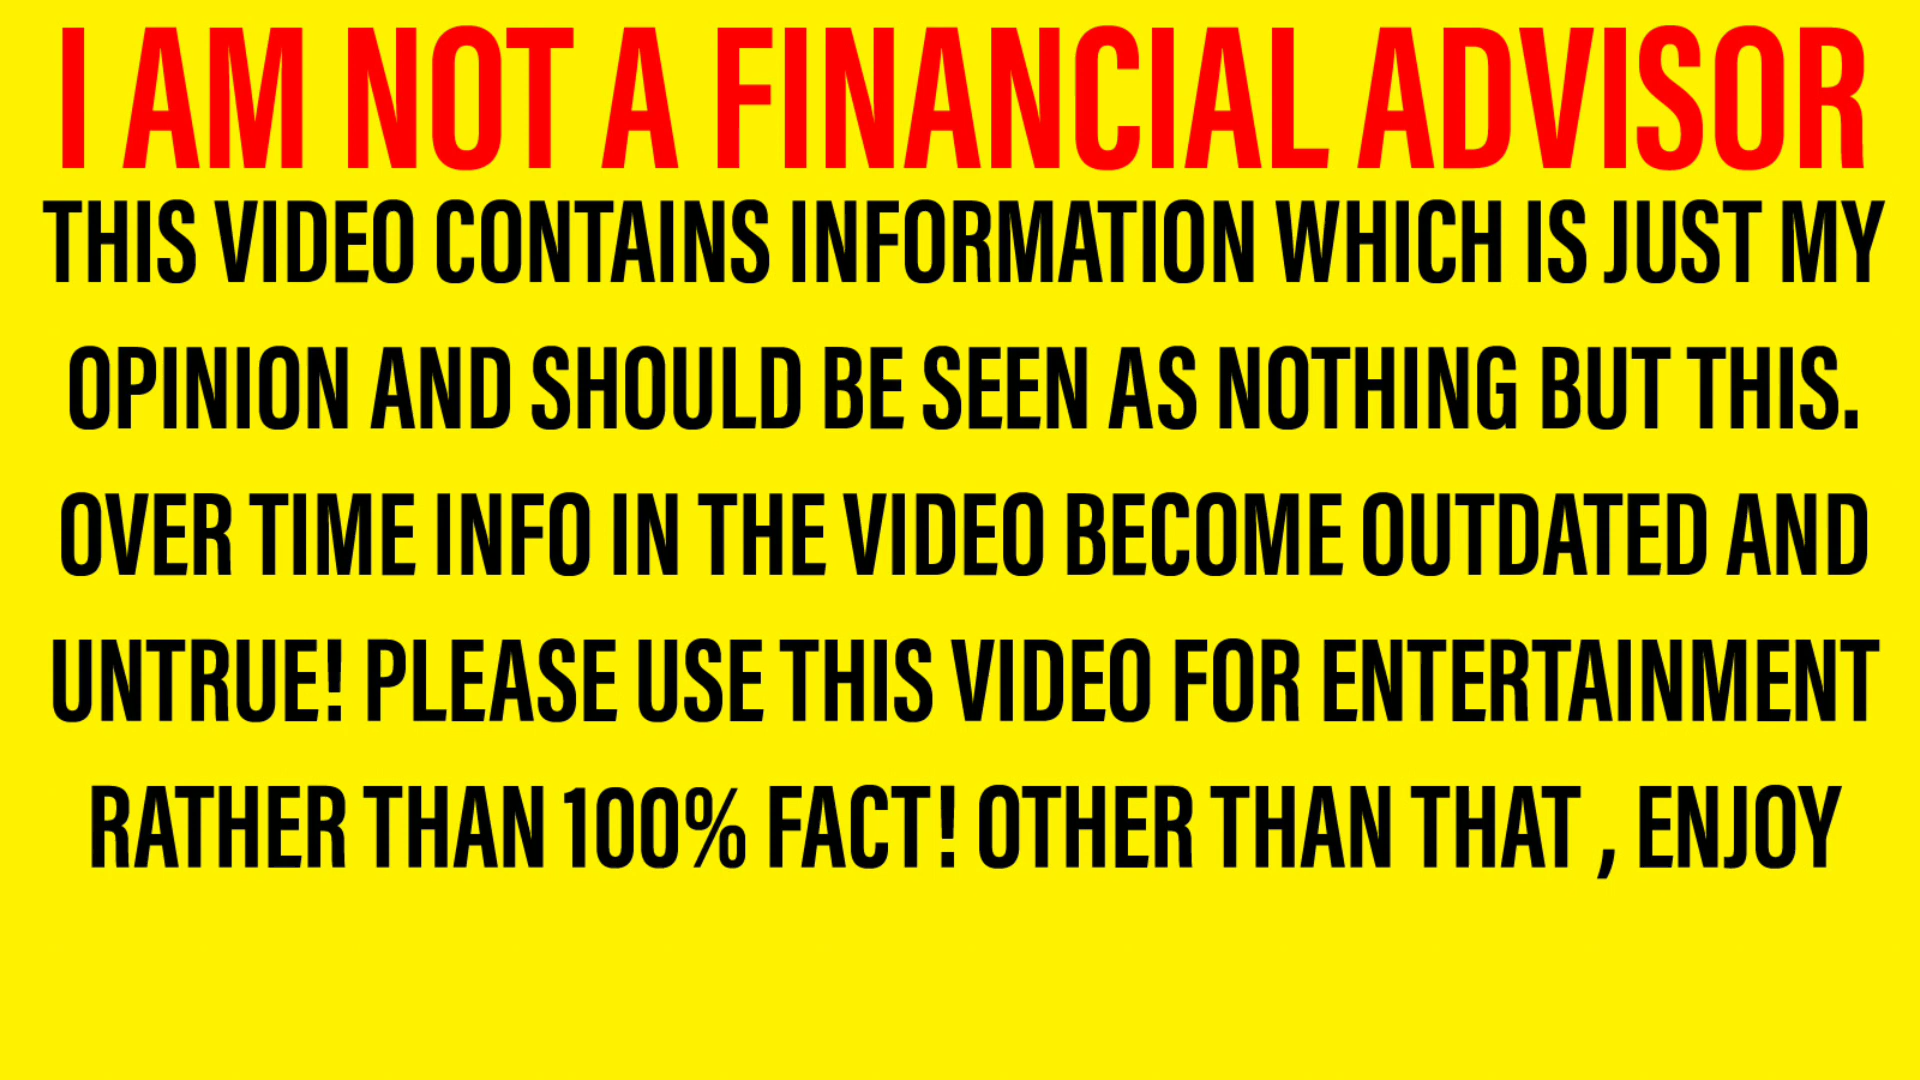 I AM NOT A FINANCIAL ADVISOR
THIS VIDEO CONTAINS INFORMATION WHICH IS JUST MY
OPINION AND SHOULD BE SEEN AS NOTHING BUT THIS.
OVER TIME INFO IN THE VIDEO BECOME OUTDATED AND
UNTRUE! PLEASE USE THIS VIDEO FOR ENTERTAINMENT
RATHER THAN 100% FACT! OTHER THAN THAT , ENJOY